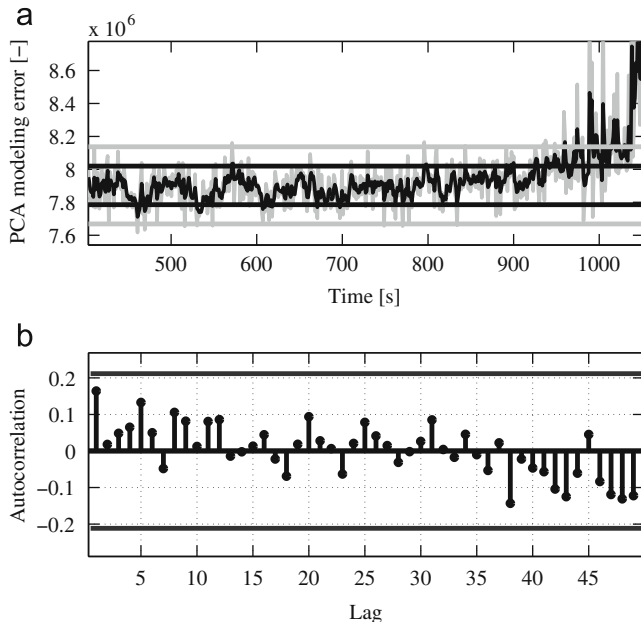 a
x 10⁶
PCA modeling error [−]
8.6
8.4
8.2
8
7.8
7.6
500 600 700 800 900 1000
Time [s]
b
Autocorrelation
0.2
0.1
0
−0.1
−0.2
5 10 15 20 25 30 35 40 45
Lag